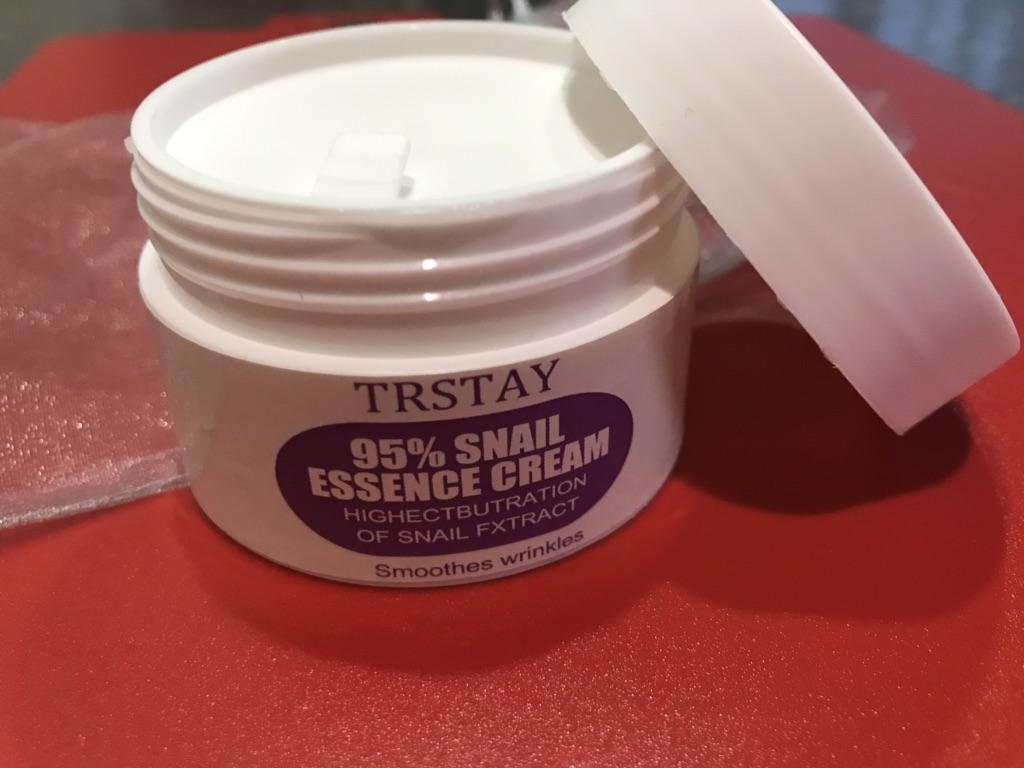 TRSTAY
95% SNAIL
ESSENCE CREAM
HIGHECTBUTRATION
OF SNAIL FXTRACT
Smoothes wrinkles